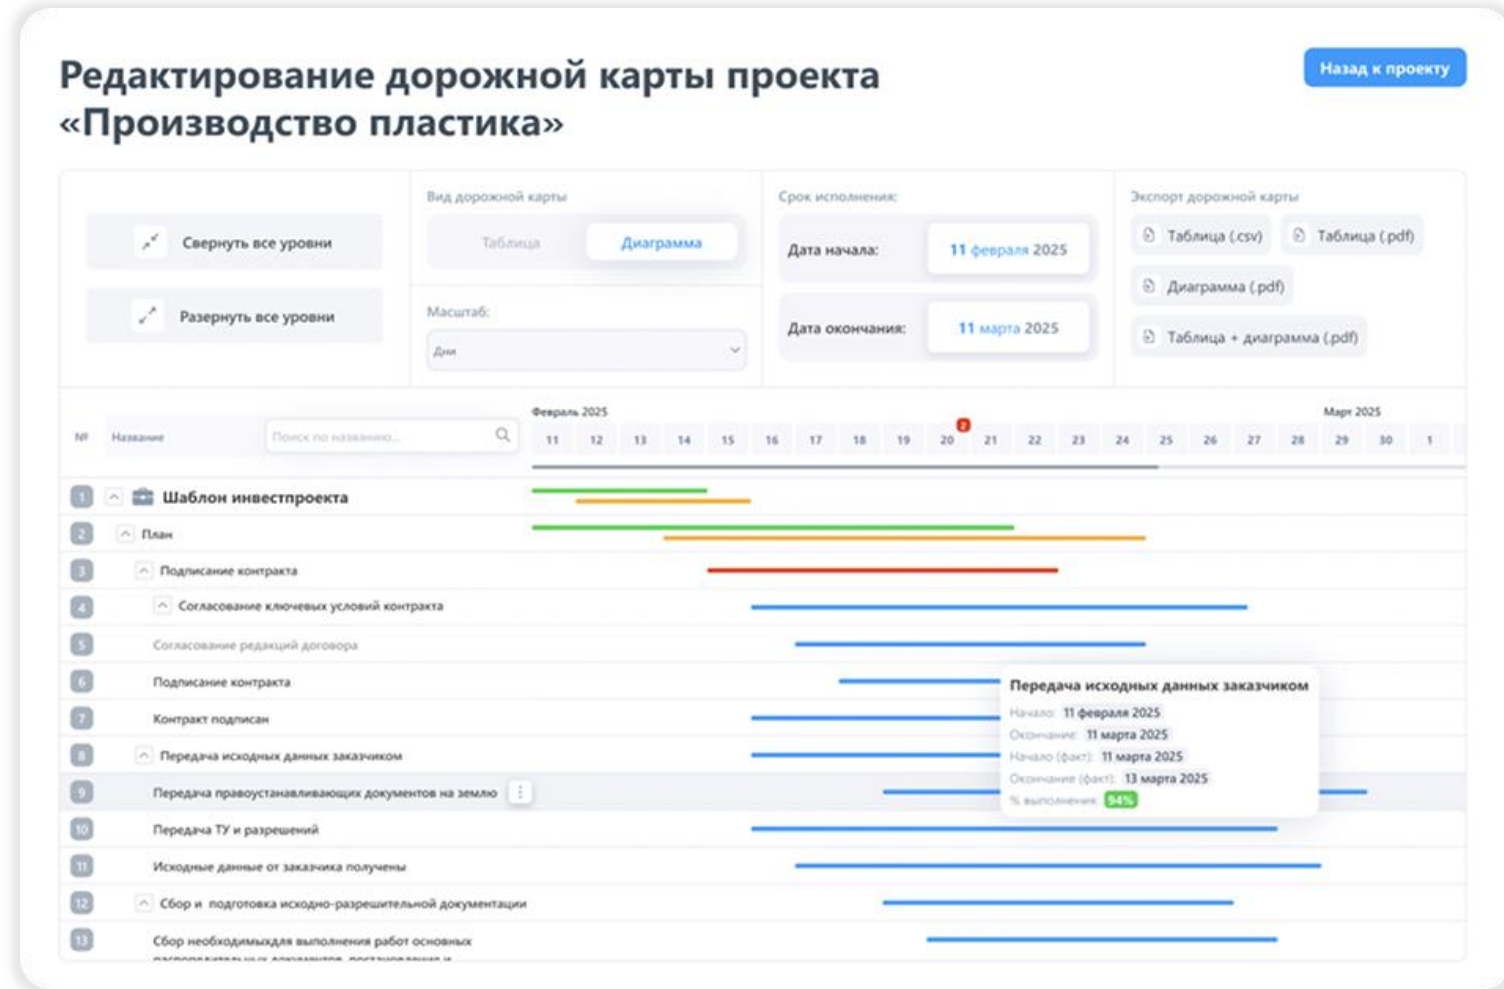 Редактирование дорожной карты проекта
«Производство пластика»
Назад к проекту
Свернуть все уровни
Разернуть все уровни
Вид дорожной карты
Таблица
Диаграмма
Масштаб:
Дни
Срок исполнения:
Дата начала:
11 февраля 2025
Дата окончания:
11 марта 2025
Экспорт дорожной карты
Таблица (.csv)
Таблица (.pdf)
Диаграмма (.pdf)
Таблица + диаграмма (.pdf)
№ Название
Поиск по названию...
Февраль 2025 Март 2025
2
11 12 13 14 15 16 17 18 19 20 21 22 23 24 25 26 27 28 29 30 1
1 Шаблон инвестпроекта
2 План
3 Подписание контракта
4 Согласование ключевых условий контракта
5 Согласование редакций договора
6 Подписание контракта
7 Контракт подписан
8 Передача исходных данных заказчиком
9 Передача правоустанавливающих документов на землю
10 Передача ТУ и разрешений
11 Исходные данные от заказчика получены
12 Сбор и подготовка исходно-разрешительной документации
13 Сбор необходимыхдля выполнения работ основных
Передача исходных данных заказчиком
Начало: 11 февраля 2025
Окончание: 11 марта 2025
Начало (факт): 11 марта 2025
Окончание (факт): 13 марта 2025
% выполнения: 94%